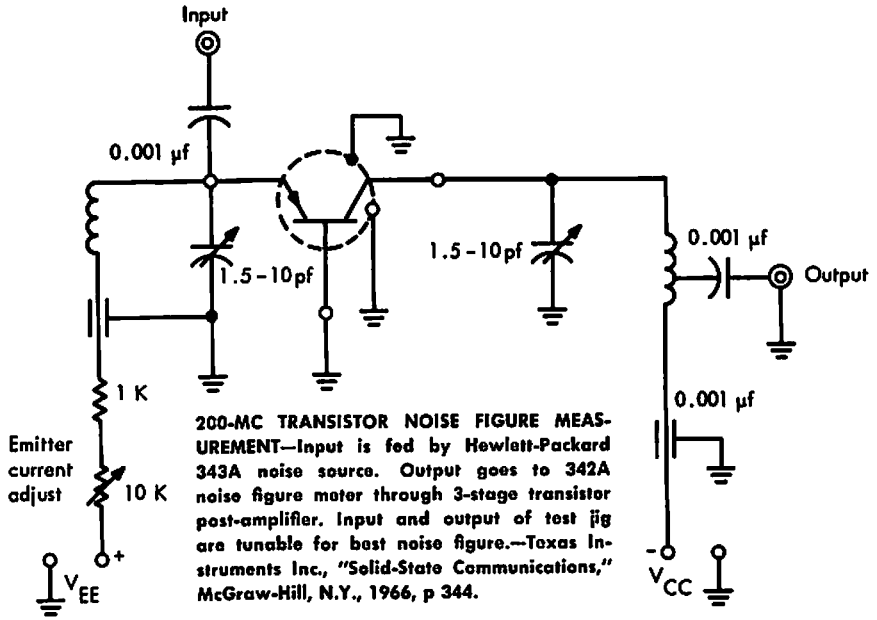 Input
0.001 µf
1.5-10pf
1.5-10pf
0.001 µf
Output
0.001 µf
1 K
Emitter
current
adjust
10 K
+
V EE
-
V CC
200-MC TRANSISTOR NOISE FIGURE MEAS-
UREMENT—Input is fed by Hewlett-Packard
343A noise source. Output goes to 342A
noise figure meter through 3-stage transistor
post-amplifier. Input and output of test jig
are tunable for best noise figure.—Texas In-
struments Inc., "Solid-State Communications,"
McGraw-Hill, N.Y., 1966, p 344.